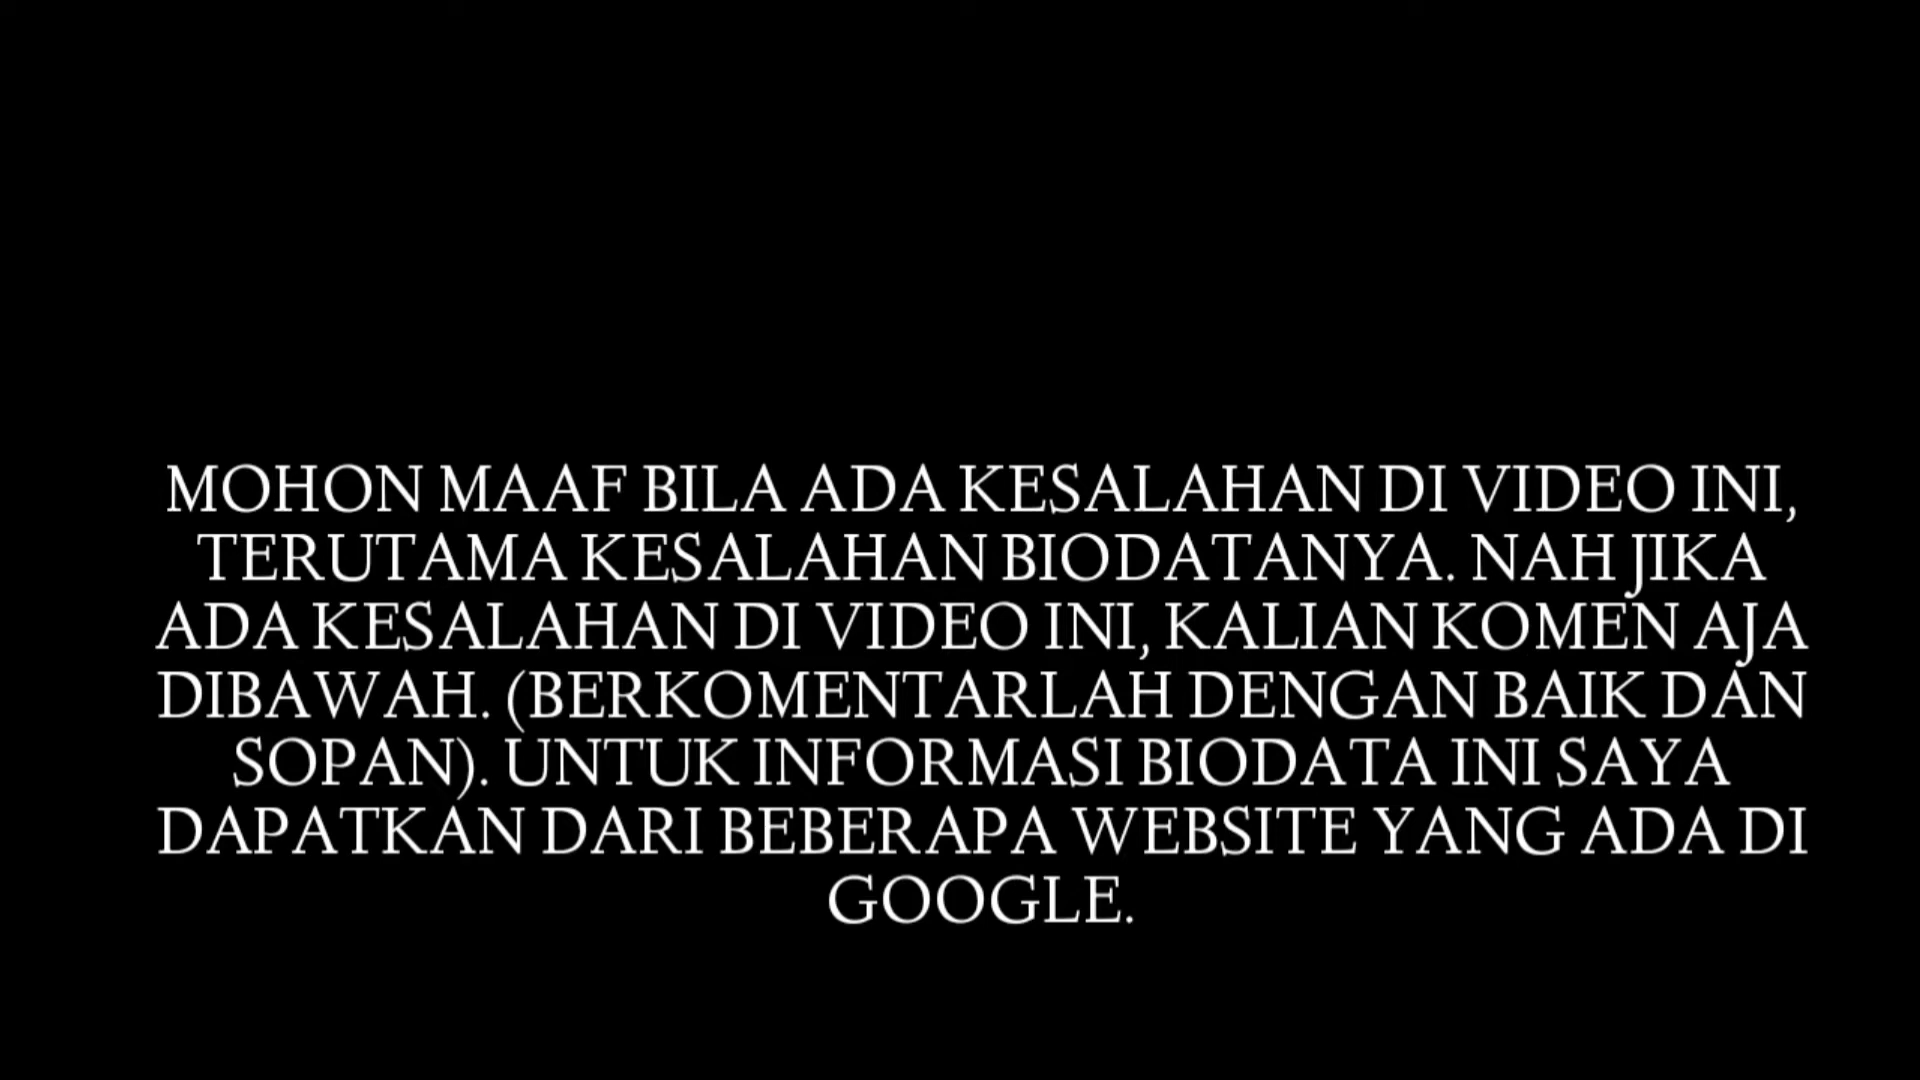 MOHON MAAF BILA ADA KESALAHAN DI VIDEO INI,
TERUTAMA KESALAHAN BIODATANYA. NAH JIKA
ADA KESALAHAN DI VIDEO INI, KALIAN KOMEN AJA
DIBAWAH. (BERKOMENTARLAH DENGAN BAIK DAN
SOPAN). UNTUK INFORMASI BIODATA INI SAYA
DAPATKAN DARI BEBERAPA WEBSITE YANG ADA DI
GOOGLE.